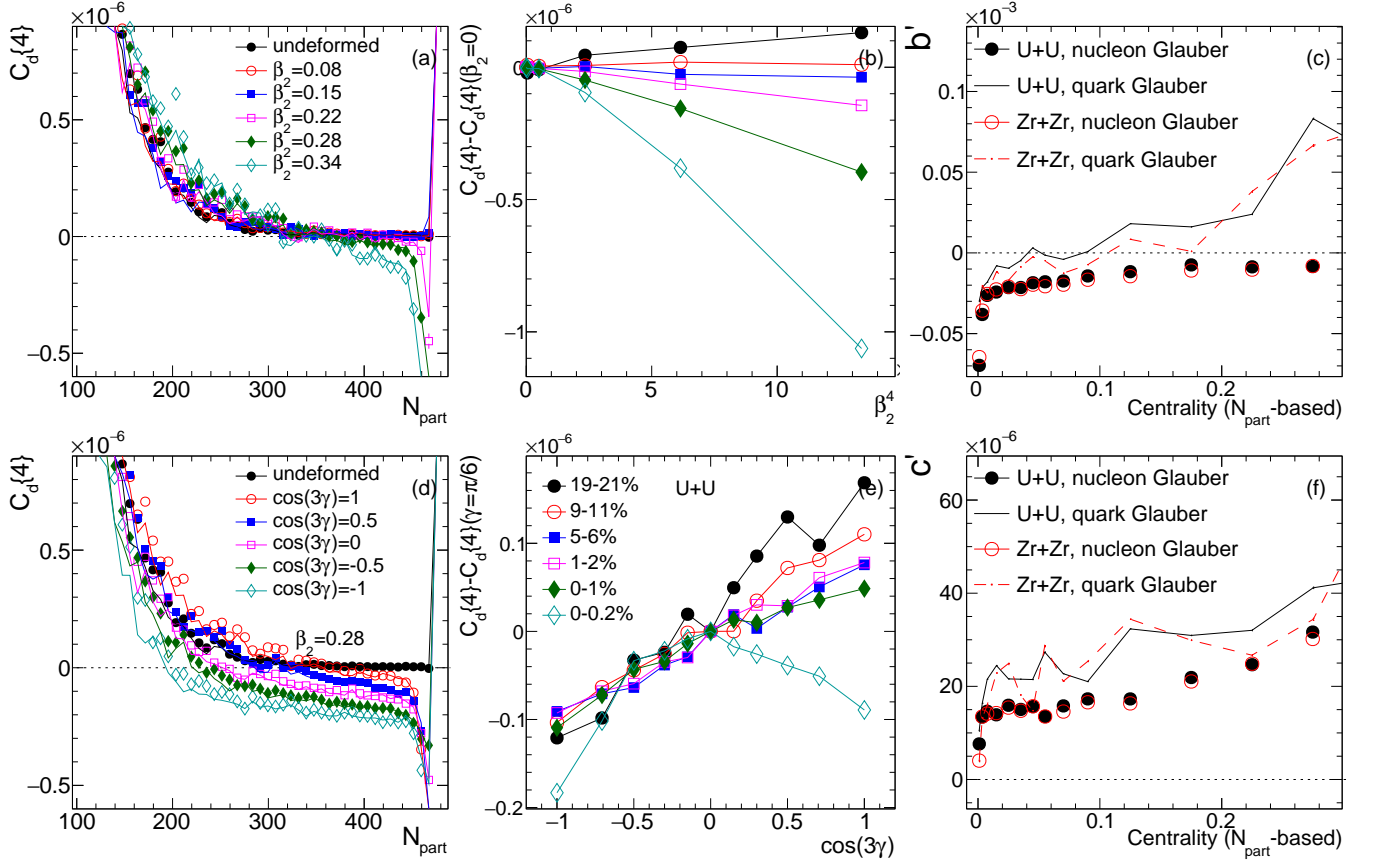 ×10⁻⁶
C_d{4}
(a)
undeformed
β₂=0.08
β₂=0.15
β₂=0.22
β₂=0.28
β₂=0.34
0.5
0
−0.5
100 200 300 400
N_part
×10⁻⁶
C_d{4}-C_d{4}(β₂=0)
(b)
0
−0.5
−1
0 5 10
β₂⁴
×10⁻³
b'
(c)
U+U, nucleon Glauber
U+U, quark Glauber
Zr+Zr, nucleon Glauber
Zr+Zr, quark Glauber
0.1
0.05
0
−0.05
0 0.1 0.2
Centrality (N_part-based)
×10⁻⁶
C_d{4}
(d)
undeformed
cos(3γ)=1
cos(3γ)=0.5
cos(3γ)=0
cos(3γ)=-0.5
cos(3γ)=-1
β₂=0.28
0.5
0
−0.5
100 200 300 400
N_part
×10⁻⁶
C_d{4}-C_d{4}(γ=π/6)
(e)
U+U
19-21%
9-11%
5-6%
1-2%
0-1%
0-0.2%
0.1
0
−0.1
−0.2
−1 −0.5 0 0.5 1
cos(3γ)
×10⁻⁶
c'
(f)
U+U, nucleon Glauber
U+U, quark Glauber
Zr+Zr, nucleon Glauber
Zr+Zr, quark Glauber
60
40
20
0
0 0.1 0.2
Centrality (N_part-based)